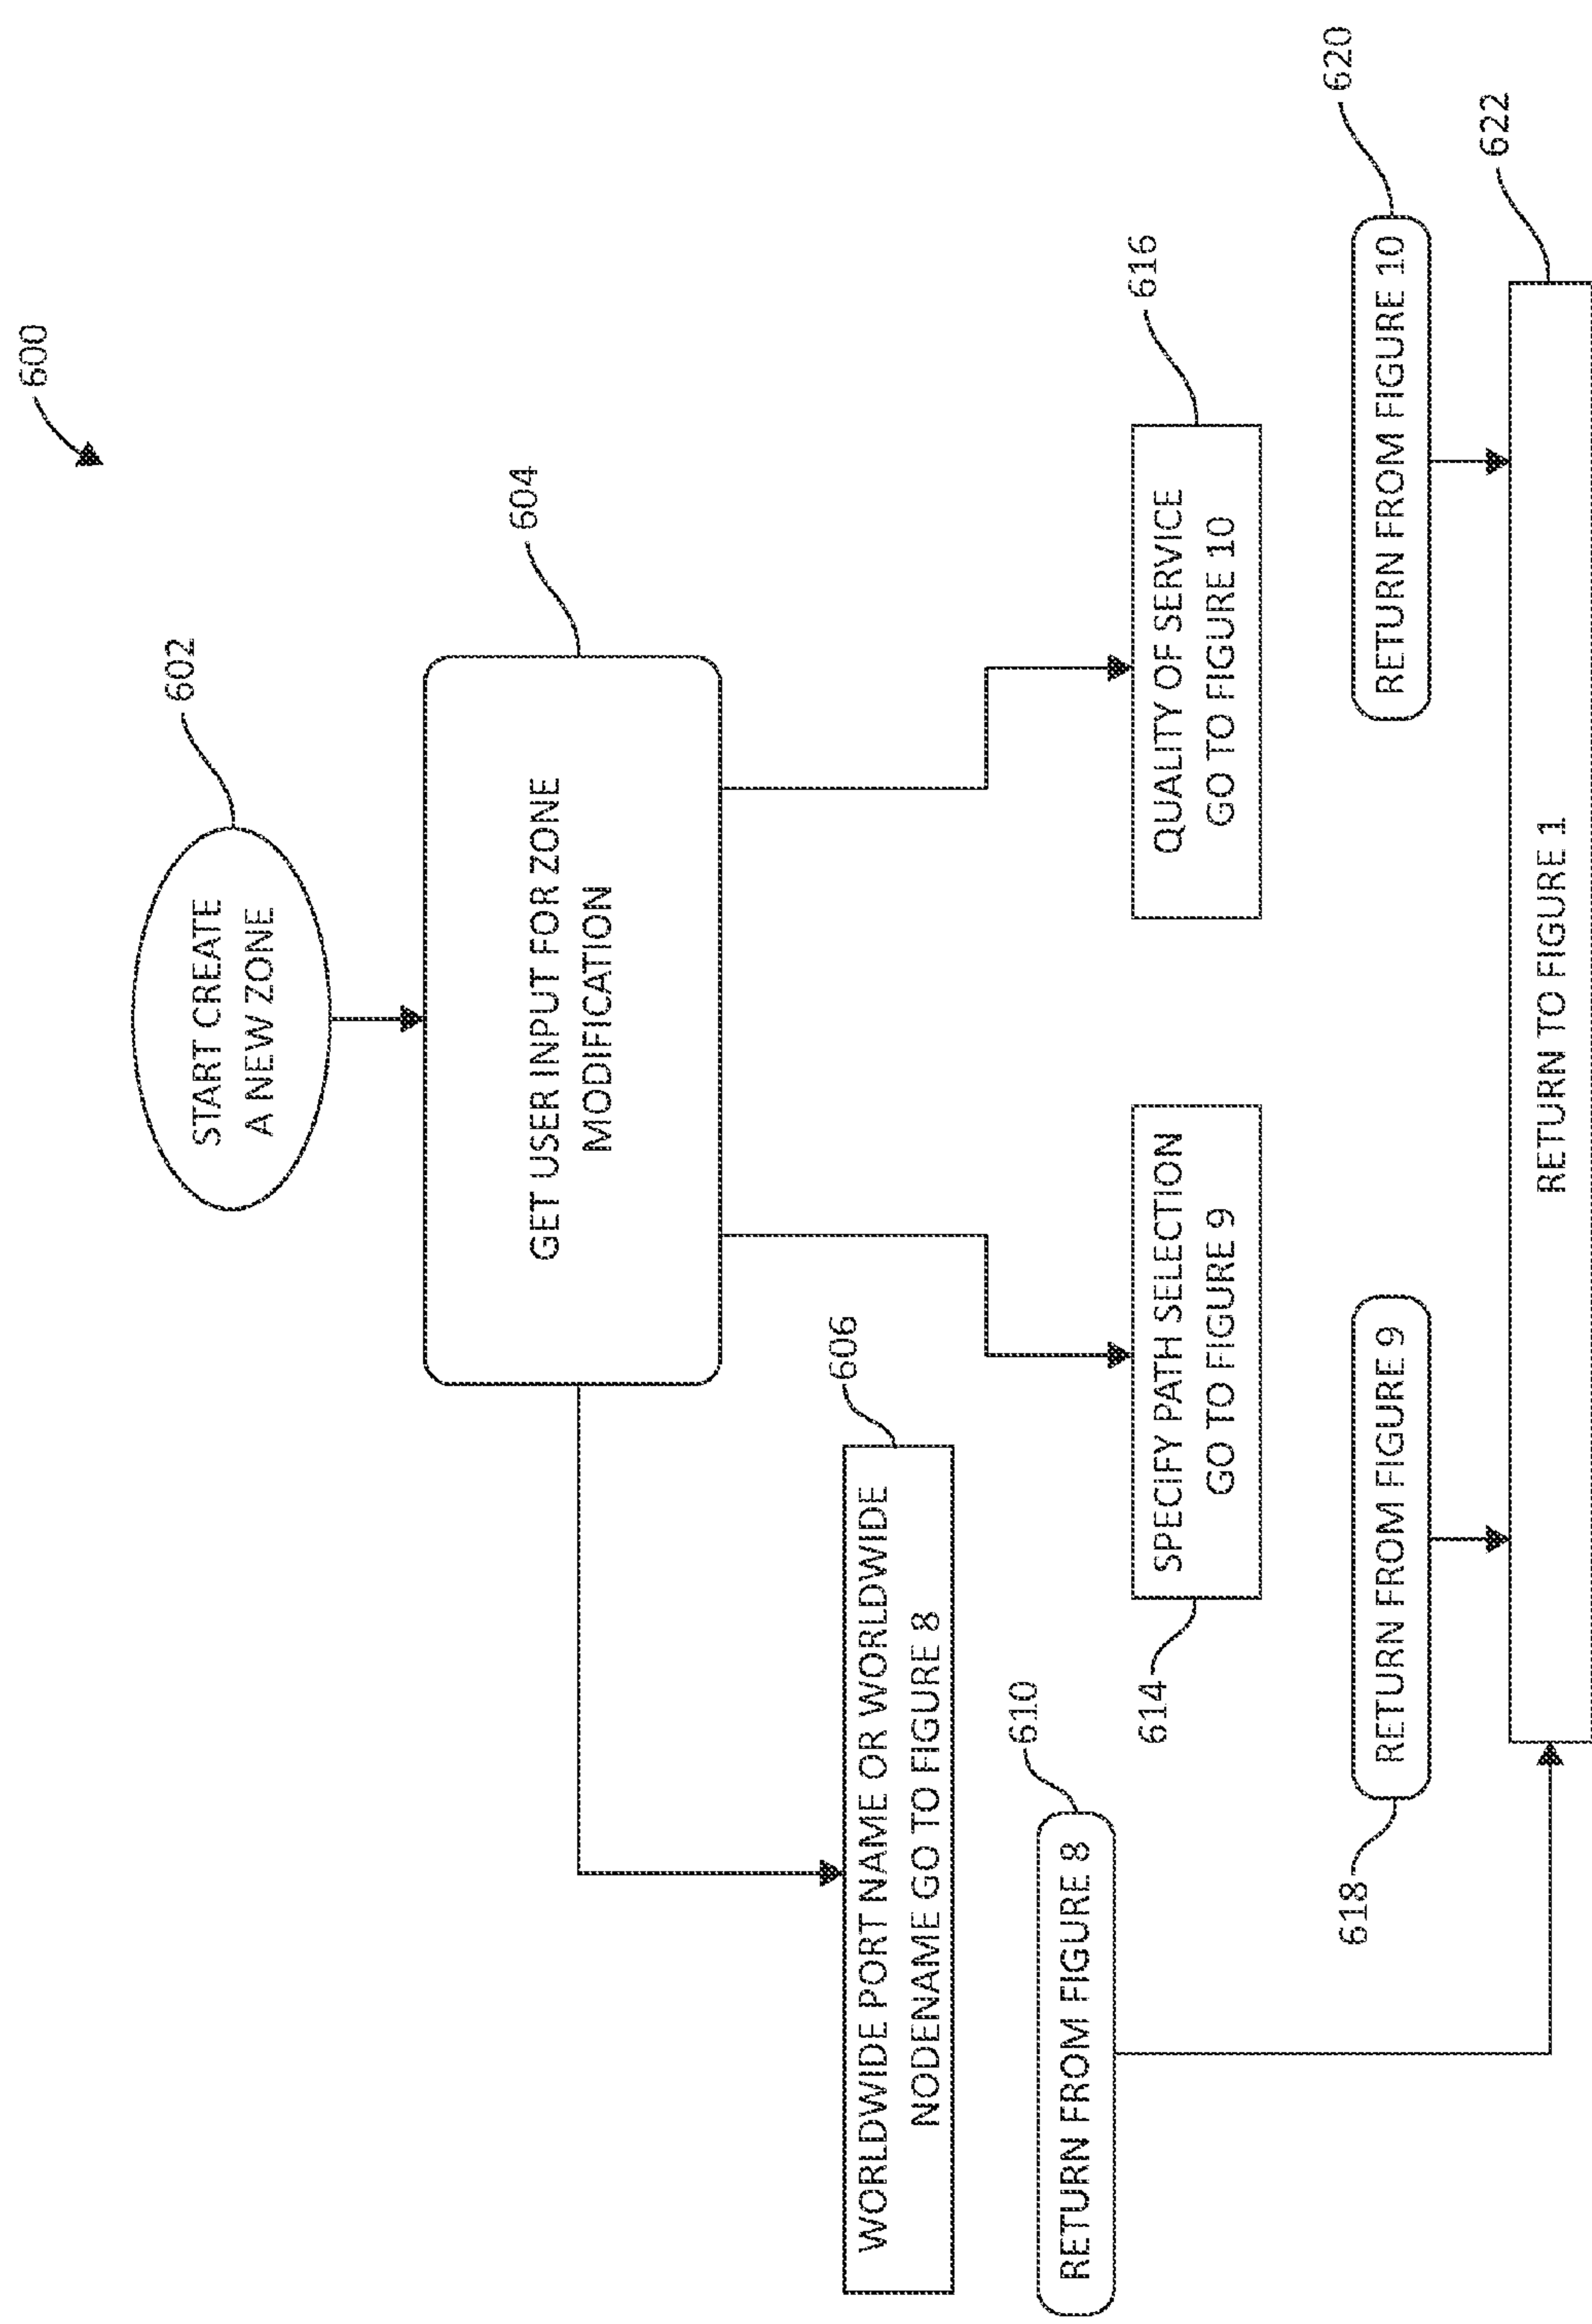 600
602
START CREATE
A NEW ZONE
604
GET USER INPUT FOR ZONE
MODIFICATION
606
WORLDWIDE PORT NAME OR WORLDWIDE
NODENAME GO TO FIGURE 8
610
RETURN FROM FIGURE 8
614
SPECIFY PATH SELECTION
GO TO FIGURE 9
616
QUALITY OF SERVICE
GO TO FIGURE 10
618
RETURN FROM FIGURE 9
620
RETURN FROM FIGURE 10
622
RETURN TO FIGURE 1